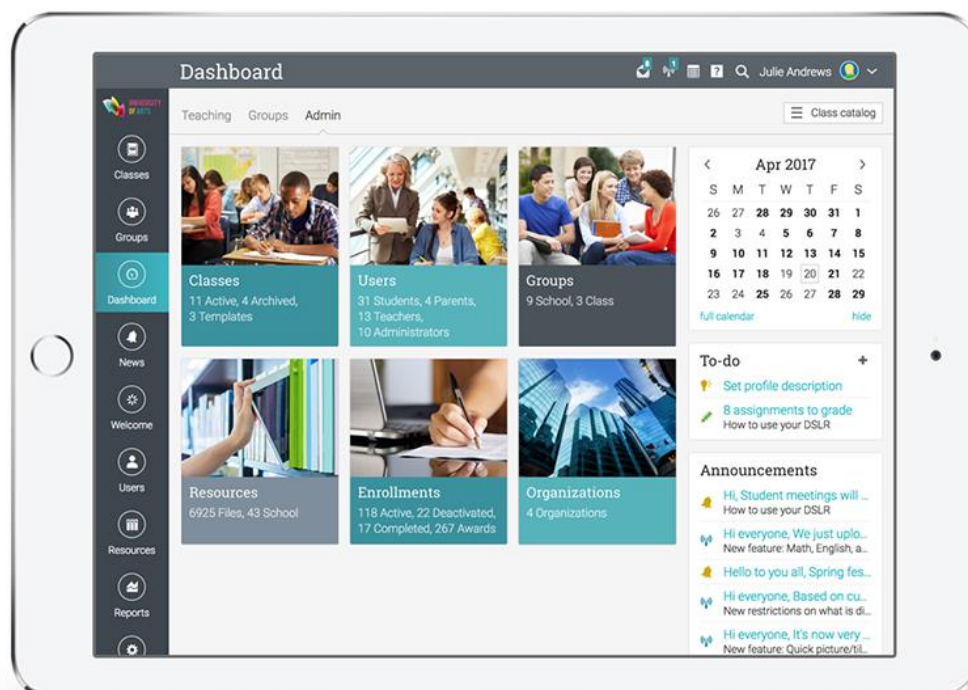 Dashboard
8
1
?
Julie Andrews
UNIVERSITY
OF ARTS
Classes
Groups
Dashboard
News
Welcome
Users
Resources
Reports
Teaching Groups Admin
Class catalog
Classes
11 Active, 4 Archived,
3 Templates
Users
31 Students, 4 Parents,
13 Teachers,
10 Administrators
Groups
9 School, 3 Class
Resources
6925 Files, 43 School
Enrollments
118 Active, 22 Deactivated,
17 Completed, 267 Awards
Organizations
4 Organizations
< Apr 2017 >
S M T W T F S
26 27 28 29 30 31 1
2 3 4 5 6 7 8
9 10 11 12 13 14 15
16 17 18 19 20 21 22
23 24 25 26 27 28 29
full calendar hide
To-do +
Set profile description
8 assignments to grade
How to use your DSLR
Announcements
Hi, Student meetings will ...
How to use your DSLR
Hi everyone, We just uplo...
New feature: Math, English, a...
Hello to you all, Spring fes...
Hi everyone, Based on cu...
New restrictions on what is di...
Hi everyone, It's now very ...
New feature: Quick picture/til...